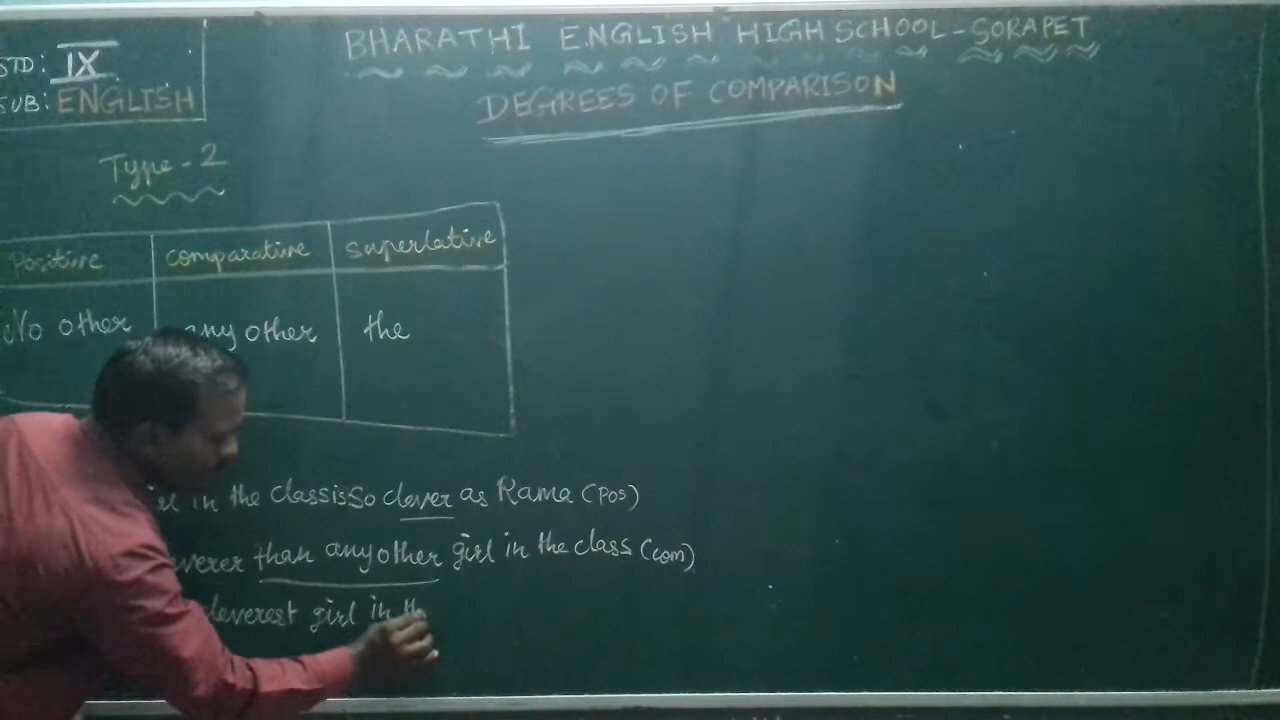 BHARATHI ENGLISH HIGH SCHOOL - SORAPET
STD: IX
SUB: ENGLISH
DEGREES OF COMPARISON
Type - 2
Positive comparative superlative
No other any other the
in the class is So clever as Rama (Pos)
than any other girl in the class (com)
cleverest girl in